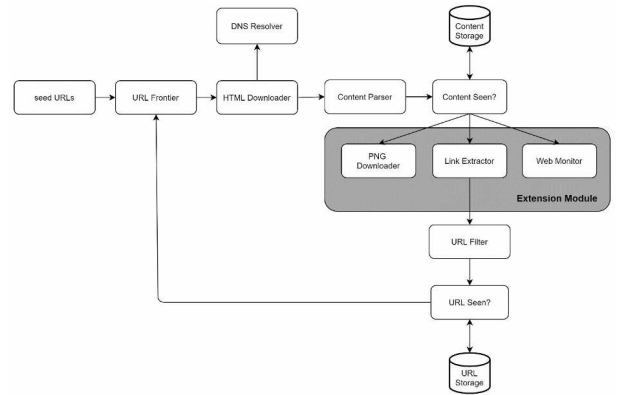 DNS Resolver
Content
Storage
seed URLs
URL Frontier
HTML Downloader
Content Parser
Content Seen?
PNG
Downloader
Link Extractor
Web Monitor
Extension Module
URL Filter
URL Seen?
URL
Storage